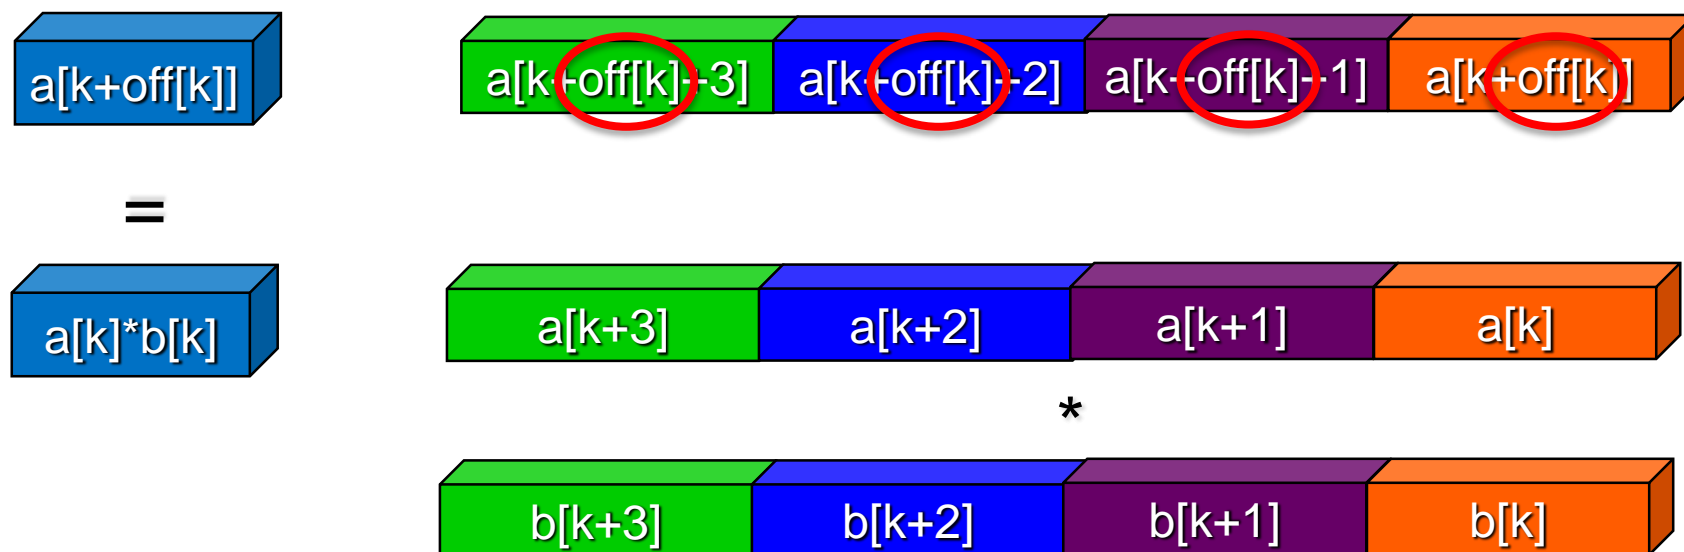 a[k+off[k]] a[k+off[k]+3] a[k+off[k]+2] a[k+off[k]+1] a[k+off[k]]
=
a[k]*b[k] a[k+3] a[k+2] a[k+1] a[k]
*
b[k+3] b[k+2] b[k+1] b[k]